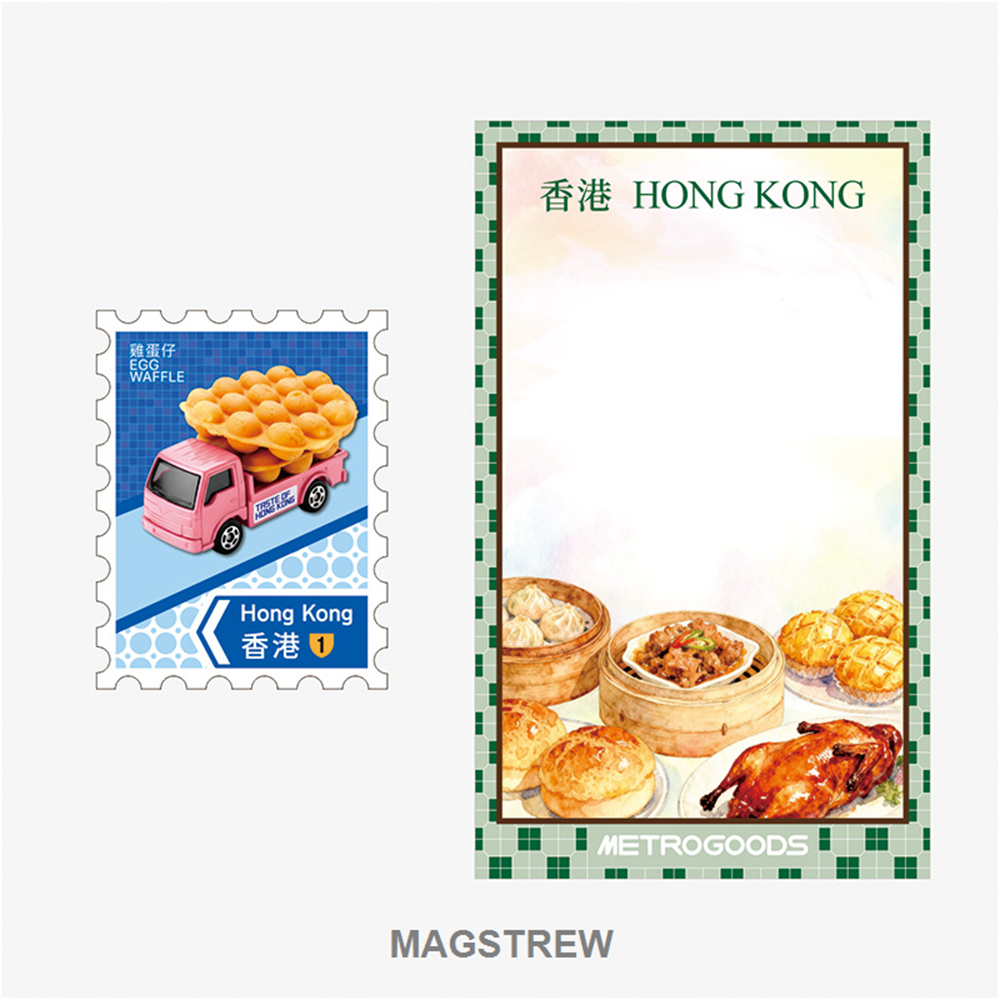 雞蛋仔
EGG
WAFFLE
TASTE OF
HONG KONG
Hong Kong
香港 1
香港 HONG KONG
METROGOODS
MAGSTREW